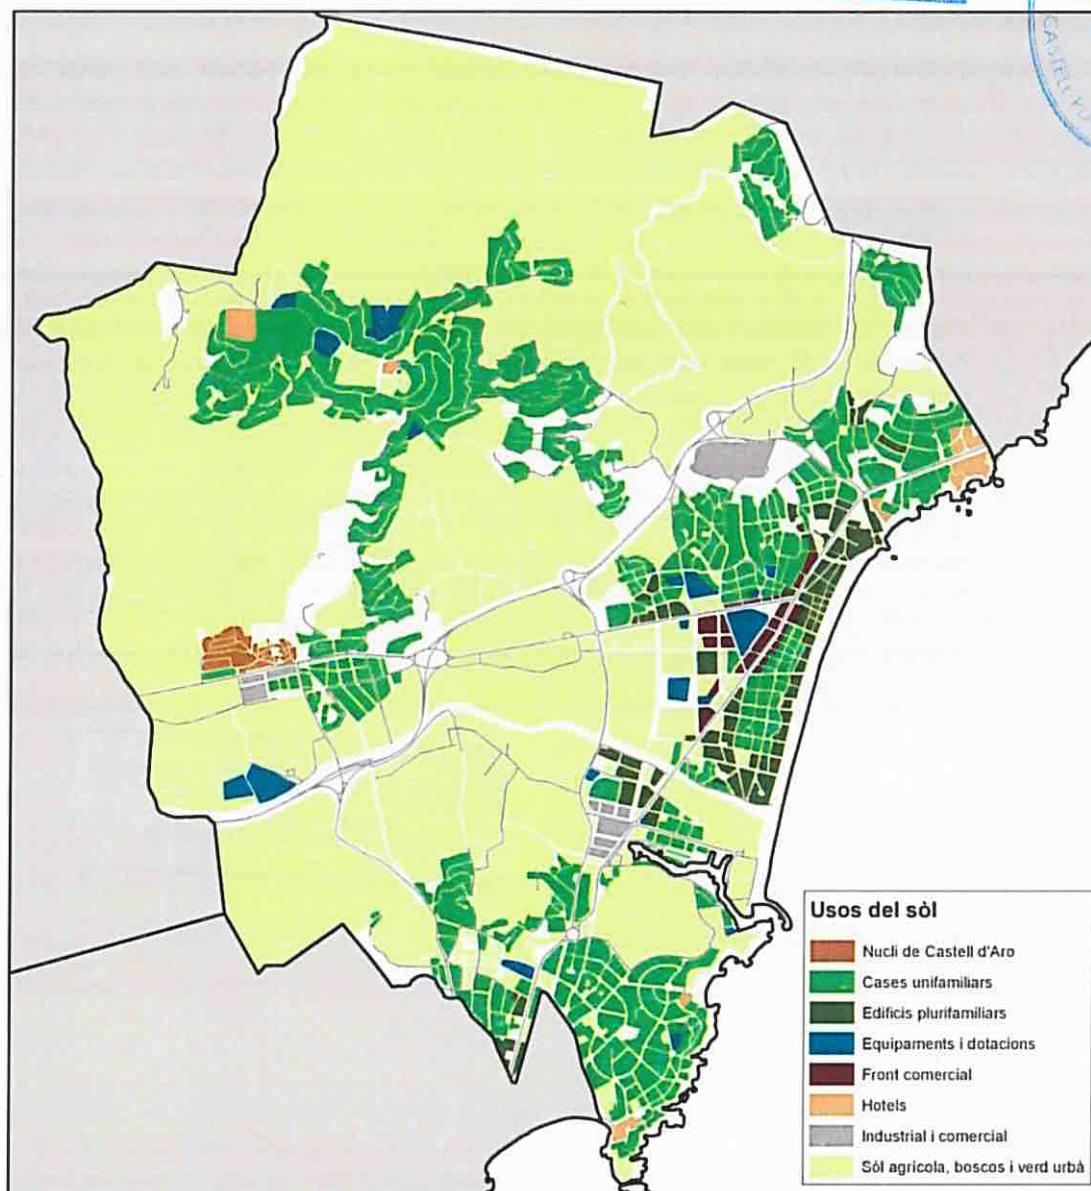 CASTELL
Usos del sòl
Nucli de Castell d'Aro
Cases unifamiliars
Edificis plurifamiliars
Equipaments i dotacions
Front comercial
Hotels
Industrial i comercial
Sòl agrícola, boscos i verd urbà